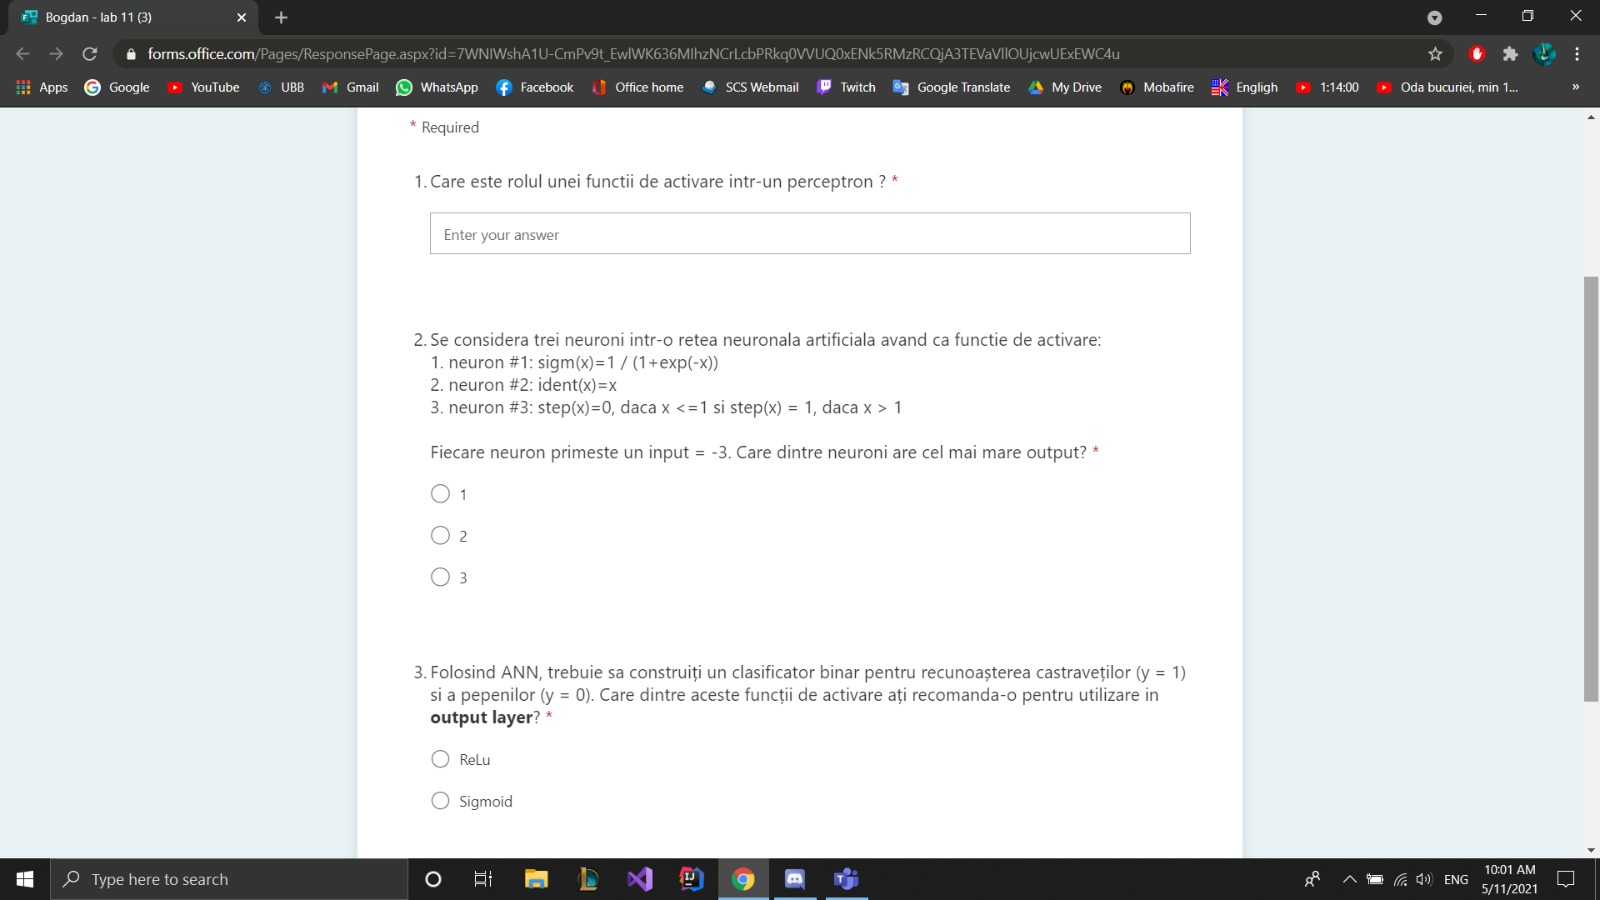 Bogdan - lab 11 (3)
forms.office.com/Pages/ResponsePage.aspx?id=7WNIWshA1U-CmPv9t_EwlWK636MIhzNCrLcbPRkq0VVUQ0xENk5RMzRCQjA3TEVaVllOUjcwUExEWC4u
Apps Google YouTube UBB Gmail WhatsApp Facebook Office home SCS Webmail Twitch Google Translate My Drive Mobafire Engligh 1:14:00 Oda bucuriei, min 1... »
* Required
1. Care este rolul unei functii de activare intr-un perceptron ? *
Enter your answer
2. Se considera trei neuroni intr-o retea neuronala artificiala avand ca functie de activare:
1. neuron #1: sigm(x)=1 / (1+exp(-x))
2. neuron #2: ident(x)=x
3. neuron #3: step(x)=0, daca x <=1 si step(x) = 1, daca x > 1
Fiecare neuron primeste un input = -3. Care dintre neuroni are cel mai mare output? *
1
2
3
3. Folosind ANN, trebuie sa construiți un clasificator binar pentru recunoașterea castraveților (y = 1)
si a pepenilor (y = 0). Care dintre aceste funcții de activare ați recomanda-o pentru utilizare in
output layer? *
ReLu
Sigmoid
Type here to search
ENG
10:01 AM
5/11/2021